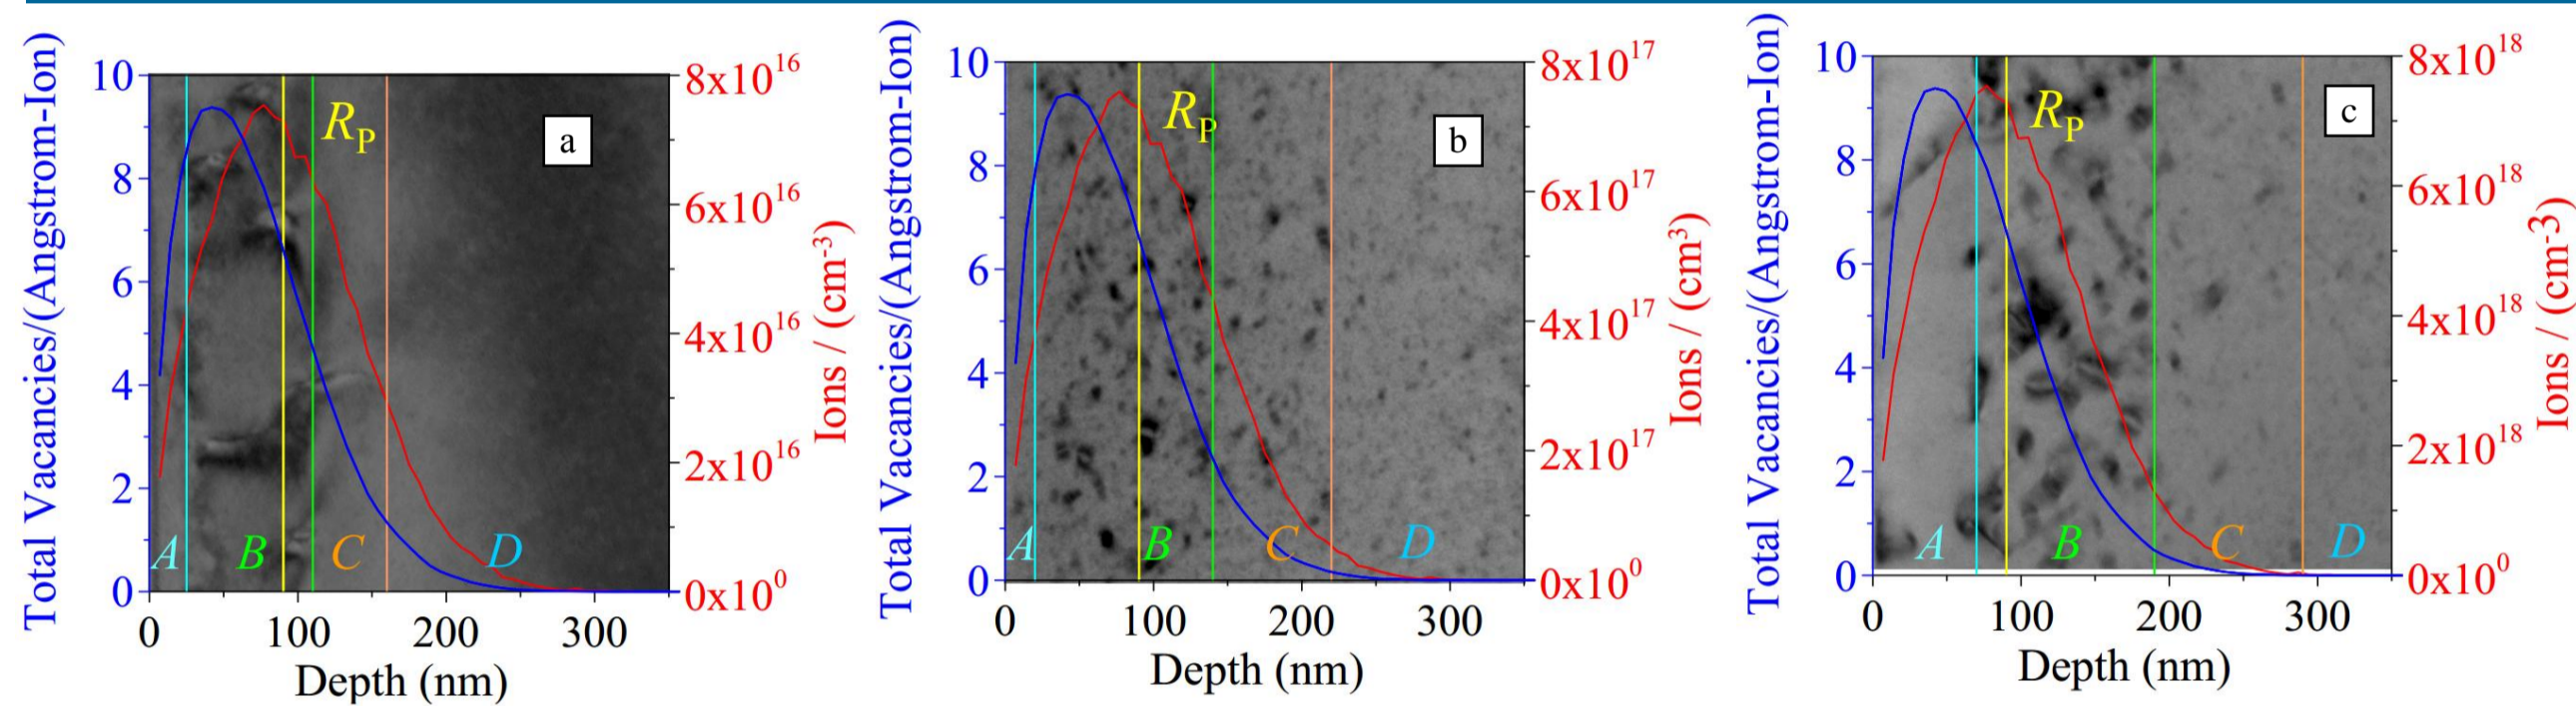 Total Vacancies/(Angstrom-Ion)
10
8
6
4
2
0
A
B
C
D
R_P
a
8x10^16
6x10^16
4x10^16
2x10^16
0x10^0
Ions / (cm^-3)
0 100 200 300
Depth (nm)
Total Vacancies/(Angstrom-Ion)
10
8
6
4
2
0
A
B
C
D
R_P
b
8x10^17
6x10^17
4x10^17
2x10^17
0x10^0
Ions / (cm^3)
0 100 200 300
Depth (nm)
Total Vacancies/(Angstrom-Ion)
10
8
6
4
2
0
A
B
C
D
R_P
c
8x10^18
6x10^18
4x10^18
2x10^18
0x10^0
Ions / (cm^-3)
0 100 200 300
Depth (nm)